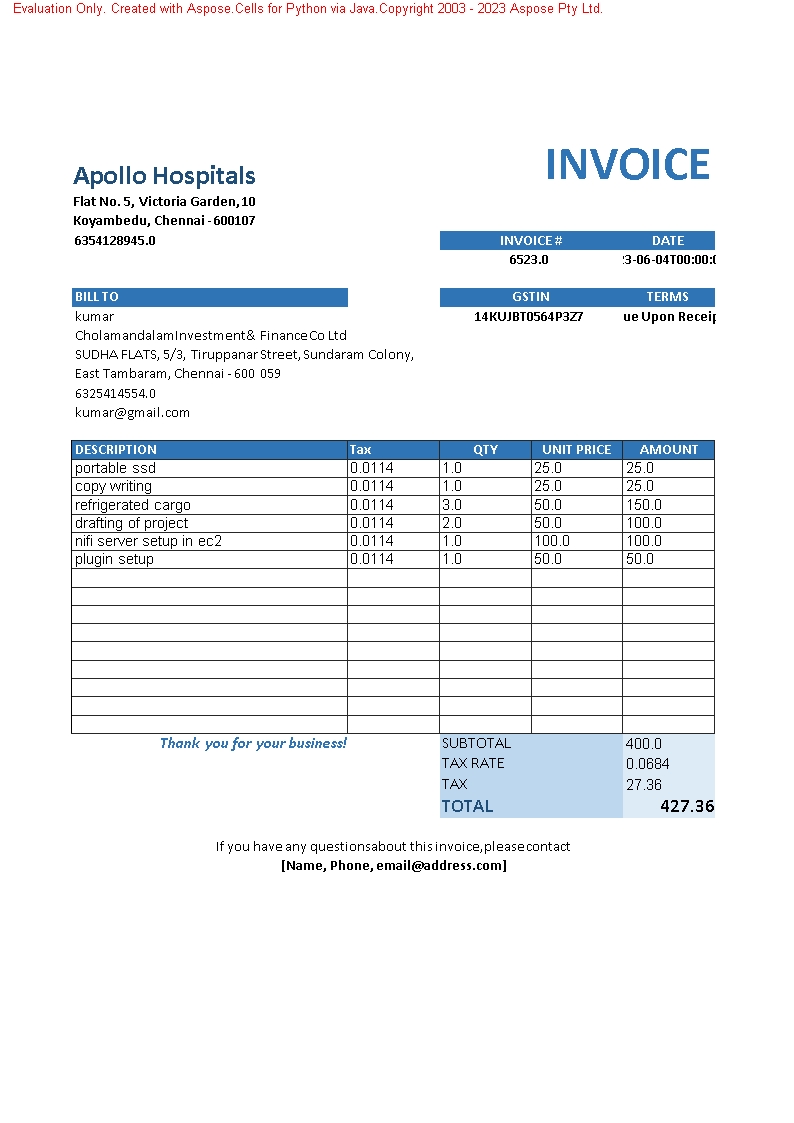 Evaluation Only. Created with Aspose.Cells for Python via Java.Copyright 2003 - 2023 Aspose Pty Ltd.
INVOICE
Apollo Hospitals
Flat No. 5, Victoria Garden,10
Koyambedu, Chennai - 600107
6354128945.0
INVOICE # DATE
6523.0 3-06-04T00:00:0
BILL TO GSTIN TERMS
kumar 14KUJBT0564P3Z7 ue Upon Receip
Cholamandalam Investment & Finance Co Ltd
SUDHA FLATS, 5/3, Tiruppanar Street, Sundaram Colony,
East Tambaram, Chennai - 600 059
6325414554.0
kumar@gmail.com
DESCRIPTION Tax QTY UNIT PRICE AMOUNT
portable ssd 0.0114 1.0 25.0 25.0
copy writing 0.0114 1.0 25.0 25.0
refrigerated cargo 0.0114 3.0 50.0 150.0
drafting of project 0.0114 2.0 50.0 100.0
nifi server setup in ec2 0.0114 1.0 100.0 100.0
plugin setup 0.0114 1.0 50.0 50.0
Thank you for your business! SUBTOTAL 400.0
TAX RATE 0.0684
TAX 27.36
TOTAL 427.36
If you have any questions about this invoice, please contact
[Name, Phone, email@address.com]